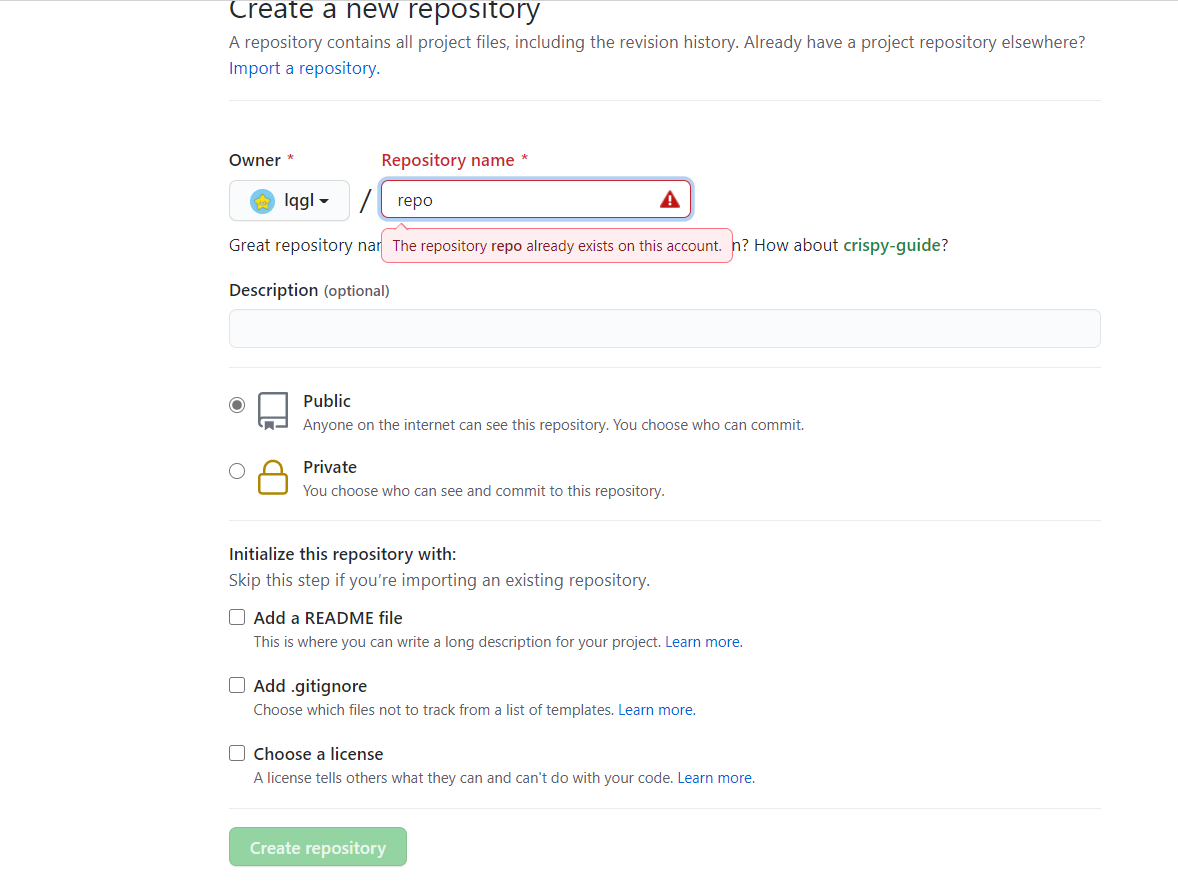 Create a new repository
A repository contains all project files, including the revision history. Already have a project repository elsewhere?
Import a repository.
Owner *
Repository name *
lqgl
/
repo
The repository repo already exists on this account.
Great repository nar n? How about crispy-guide?
Description (optional)
Public
Anyone on the internet can see this repository. You choose who can commit.
Private
You choose who can see and commit to this repository.
Initialize this repository with:
Skip this step if you’re importing an existing repository.
Add a README file
This is where you can write a long description for your project. Learn more.
Add .gitignore
Choose which files not to track from a list of templates. Learn more.
Choose a license
A license tells others what they can and can't do with your code. Learn more.
Create repository